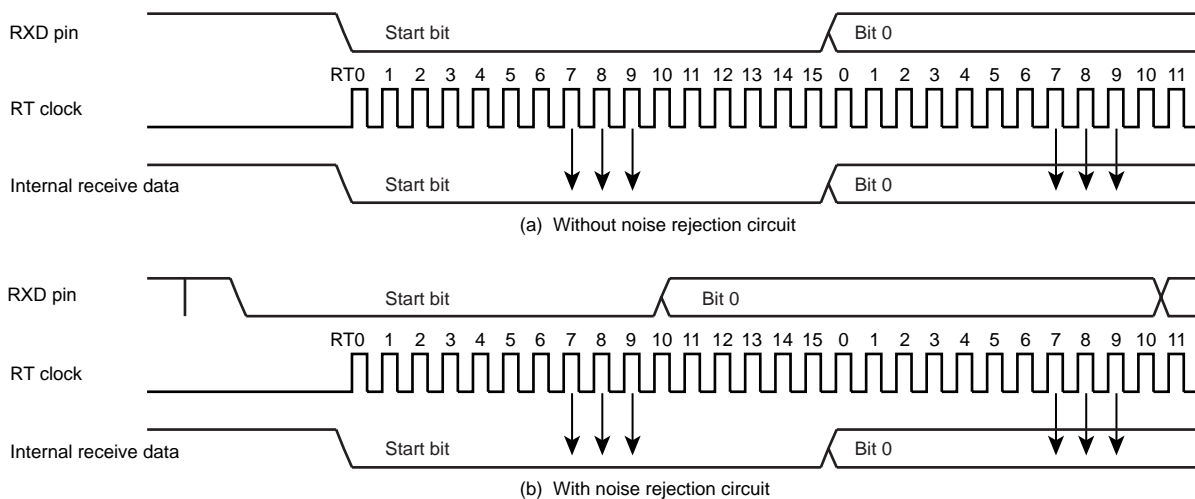 RXD pin Start bit Bit 0
RT0 1 2 3 4 5 6 7 8 9 10 11 12 13 14 15 0 1 2 3 4 5 6 7 8 9 10 11
RT clock
Internal receive data Start bit Bit 0
(a) Without noise rejection circuit
RXD pin Start bit Bit 0
RT0 1 2 3 4 5 6 7 8 9 10 11 12 13 14 15 0 1 2 3 4 5 6 7 8 9 10 11
RT clock
Internal receive data Start bit Bit 0
(b) With noise rejection circuit